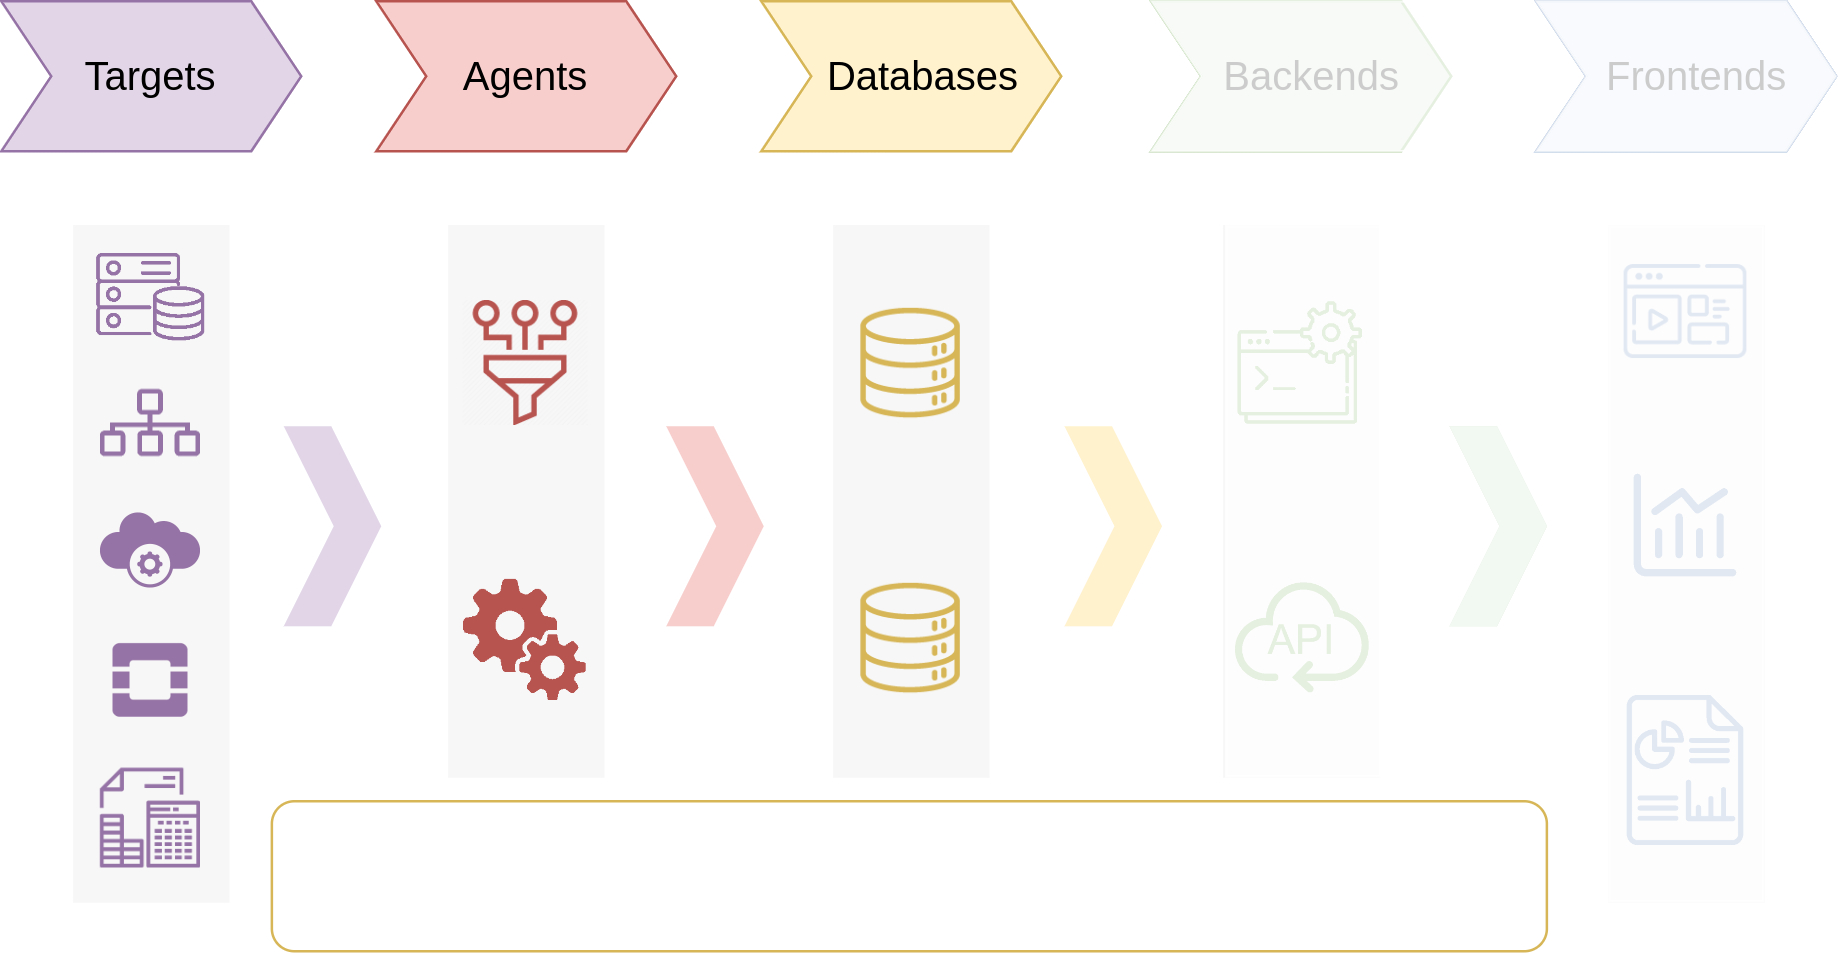 Targets
Agents
Databases
Backends
Frontends
API